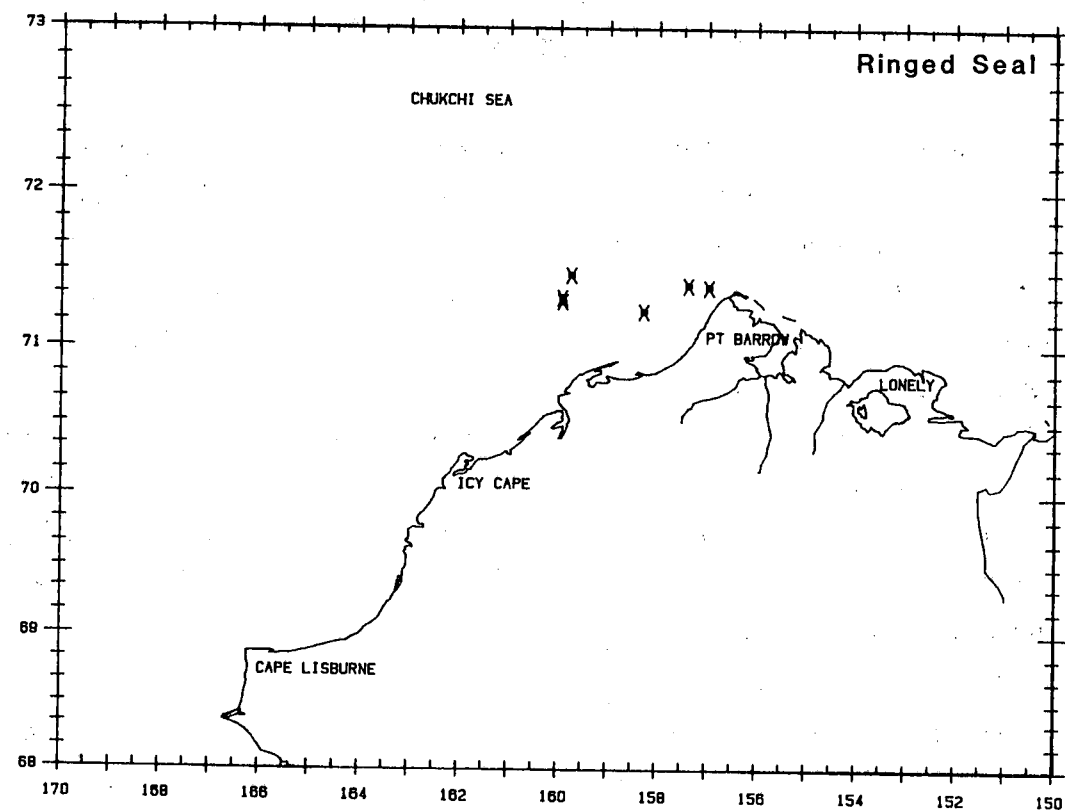 73
Ringed Seal
CHUKCHI SEA
72
71
PT BARROW
LONELY
70
ICY CAPE
69
CAPE LISBURNE
68
170 168 166 164 162 160 158 156 154 152 150